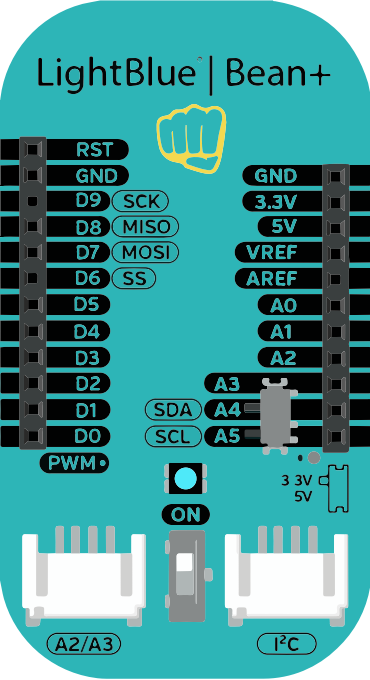 LightBlue | Bean+
RST
GND
D9 SCK
D8 MISO
D7 MOSI
D6 SS
D5
D4
D3
D2
D1
D0
PWM•
GND
3.3V
5V
VREF
AREF
A0
A1
A2
A3
SDA A4
SCL A5
3 3V
5V
ON
A2/A3
I²C